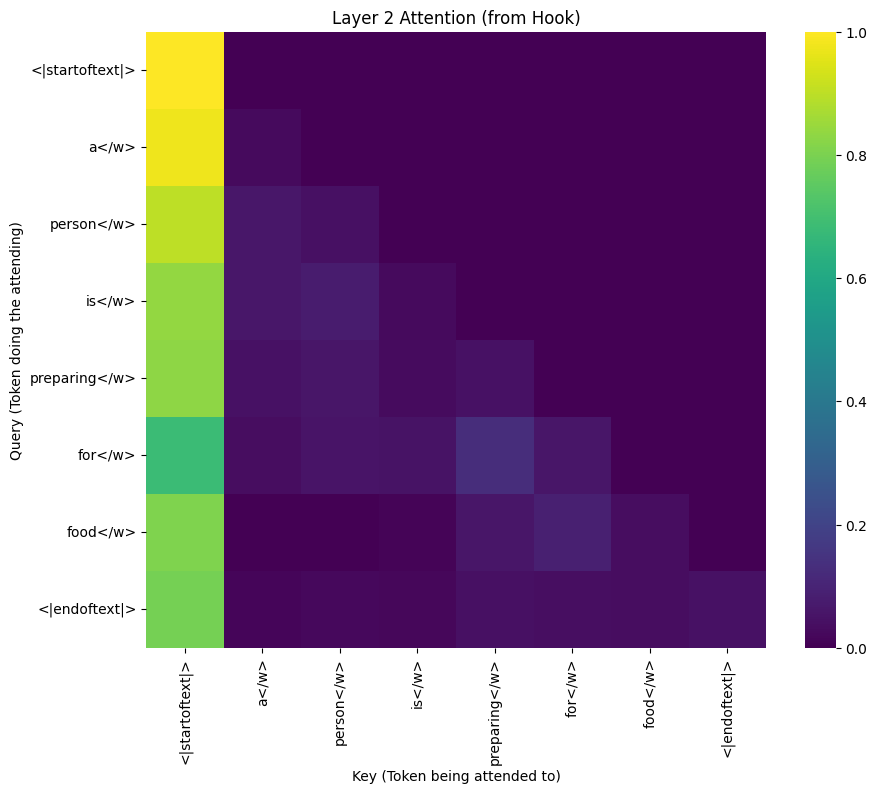 Layer 2 Attention (from Hook)
Query (Token doing the attending)
<|startoftext|>
a</w>
person</w>
is</w>
preparing</w>
for</w>
food</w>
<|endoftext|>
<|startoftext|>
a</w>
person</w>
is</w>
preparing</w>
for</w>
food</w>
<|endoftext|>
Key (Token being attended to)
1.0
0.8
0.6
0.4
0.2
0.0